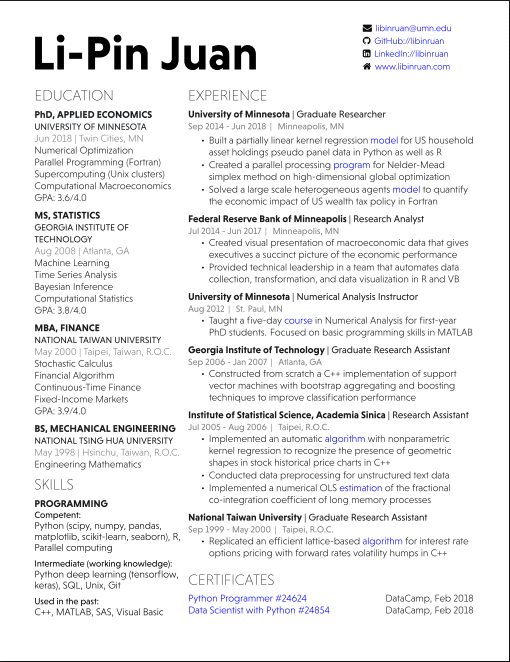 Li-Pin Juan
libinruan@umn.edu
GitHub://libinruan
LinkedIn://libinruan
www.libinruan.com
EDUCATION
PhD, APPLIED ECONOMICS
UNIVERSITY OF MINNESOTA
Jun 2018 | Twin Cities, MN
Numerical Optimization
Parallel Programming (Fortran)
Supercomputing (Unix clusters)
Computational Macroeconomics
GPA: 3.6/4.0
MS, STATISTICS
GEORGIA INSTITUTE OF
TECHNOLOGY
Aug 2008 | Atlanta, GA
Machine Learning
Time Series Analysis
Bayesian Inference
Computational Statistics
GPA: 3.8/4.0
MBA, FINANCE
NATIONAL TAIWAN UNIVERSITY
May 2000 | Taipei, Taiwan, R.O.C.
Stochastic Calculus
Financial Algorithm
Continuous-Time Finance
Fixed-Income Markets
GPA: 3.9/4.0
BS, MECHANICAL ENGINEERING
NATIONAL TSING HUA UNIVERSITY
May 1998 | Hsinchu, Taiwan, R.O.C.
Engineering Mathematics
SKILLS
PROGRAMMING
Competent:
Python (scipy, numpy, pandas,
matplotlib, scikit-learn, seaborn), R,
Parallel computing
Intermediate (working knowledge):
Python deep learning (tensorflow,
keras), SQL, Unix, Git
Used in the past:
C++, MATLAB, SAS, Visual Basic
EXPERIENCE
University of Minnesota | Graduate Researcher
Sep 2014 - Jun 2018 | Minneapolis, MN
• Built a partially linear kernel regression model for US household
asset holdings pseudo panel data in Python as well as R
• Created a parallel processing program for Nelder-Mead
simplex method on high-dimensional global optimization
• Solved a large scale heterogeneous agents model to quantify
the economic impact of US wealth tax policy in Fortran
Federal Reserve Bank of Minneapolis | Research Analyst
Jul 2014 - Jun 2017 | Minneapolis, MN
• Created visual presentation of macroeconomic data that gives
executives a succinct picture of the economic performance
• Provided technical leadership in a team that automates data
collection, transformation, and data visualization in R and VB
University of Minnesota | Numerical Analysis Instructor
Aug 2012 | St. Paul, MN
• Taught a five-day course in Numerical Analysis for first-year
PhD students. Focused on basic programming skills in MATLAB
Georgia Institute of Technology | Graduate Research Assistant
Sep 2006 - Jan 2007 | Atlanta, GA
• Constructed from scratch a C++ implementation of support
vector machines with bootstrap aggregating and boosting
techniques to improve classification performance
Institute of Statistical Science, Academia Sinica | Research Assistant
Jul 2005 - Aug 2006 | Taipei, R.O.C.
• Implemented an automatic algorithm with nonparametric
kernel regression to recognize the presence of geometric
shapes in stock historical price charts in C++
• Conducted data preprocessing for unstructured text data
• Implemented a numerical OLS estimation of the fractional
co-integration coefficient of long memory processes
National Taiwan University | Graduate Research Assistant
Sep 1999 - May 2000 | Taipei, R.O.C.
• Replicated an efficient lattice-based algorithm for interest rate
options pricing with forward rates volatility humps in C++
CERTIFICATES
Python Programmer #24624 DataCamp, Feb 2018
Data Scientist with Python #24854 DataCamp, Feb 2018